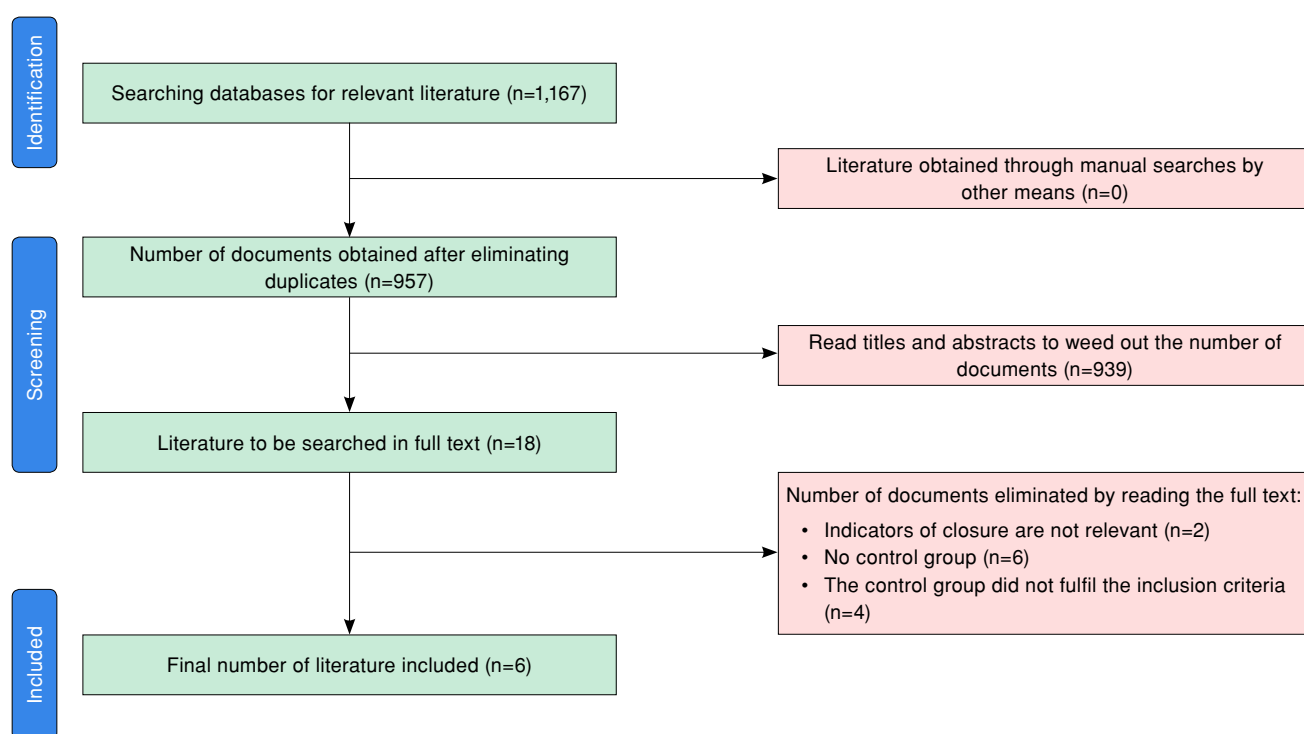 Identification
Searching databases for relevant literature (n=1,167)
Literature obtained through manual searches by
other means (n=0)
Screening
Number of documents obtained after eliminating
duplicates (n=957)
Read titles and abstracts to weed out the number of
documents (n=939)
Literature to be searched in full text (n=18)
Number of documents eliminated by reading the full text:
• Indicators of closure are not relevant (n=2)
• No control group (n=6)
• The control group did not fulfil the inclusion criteria
(n=4)
Included
Final number of literature included (n=6)